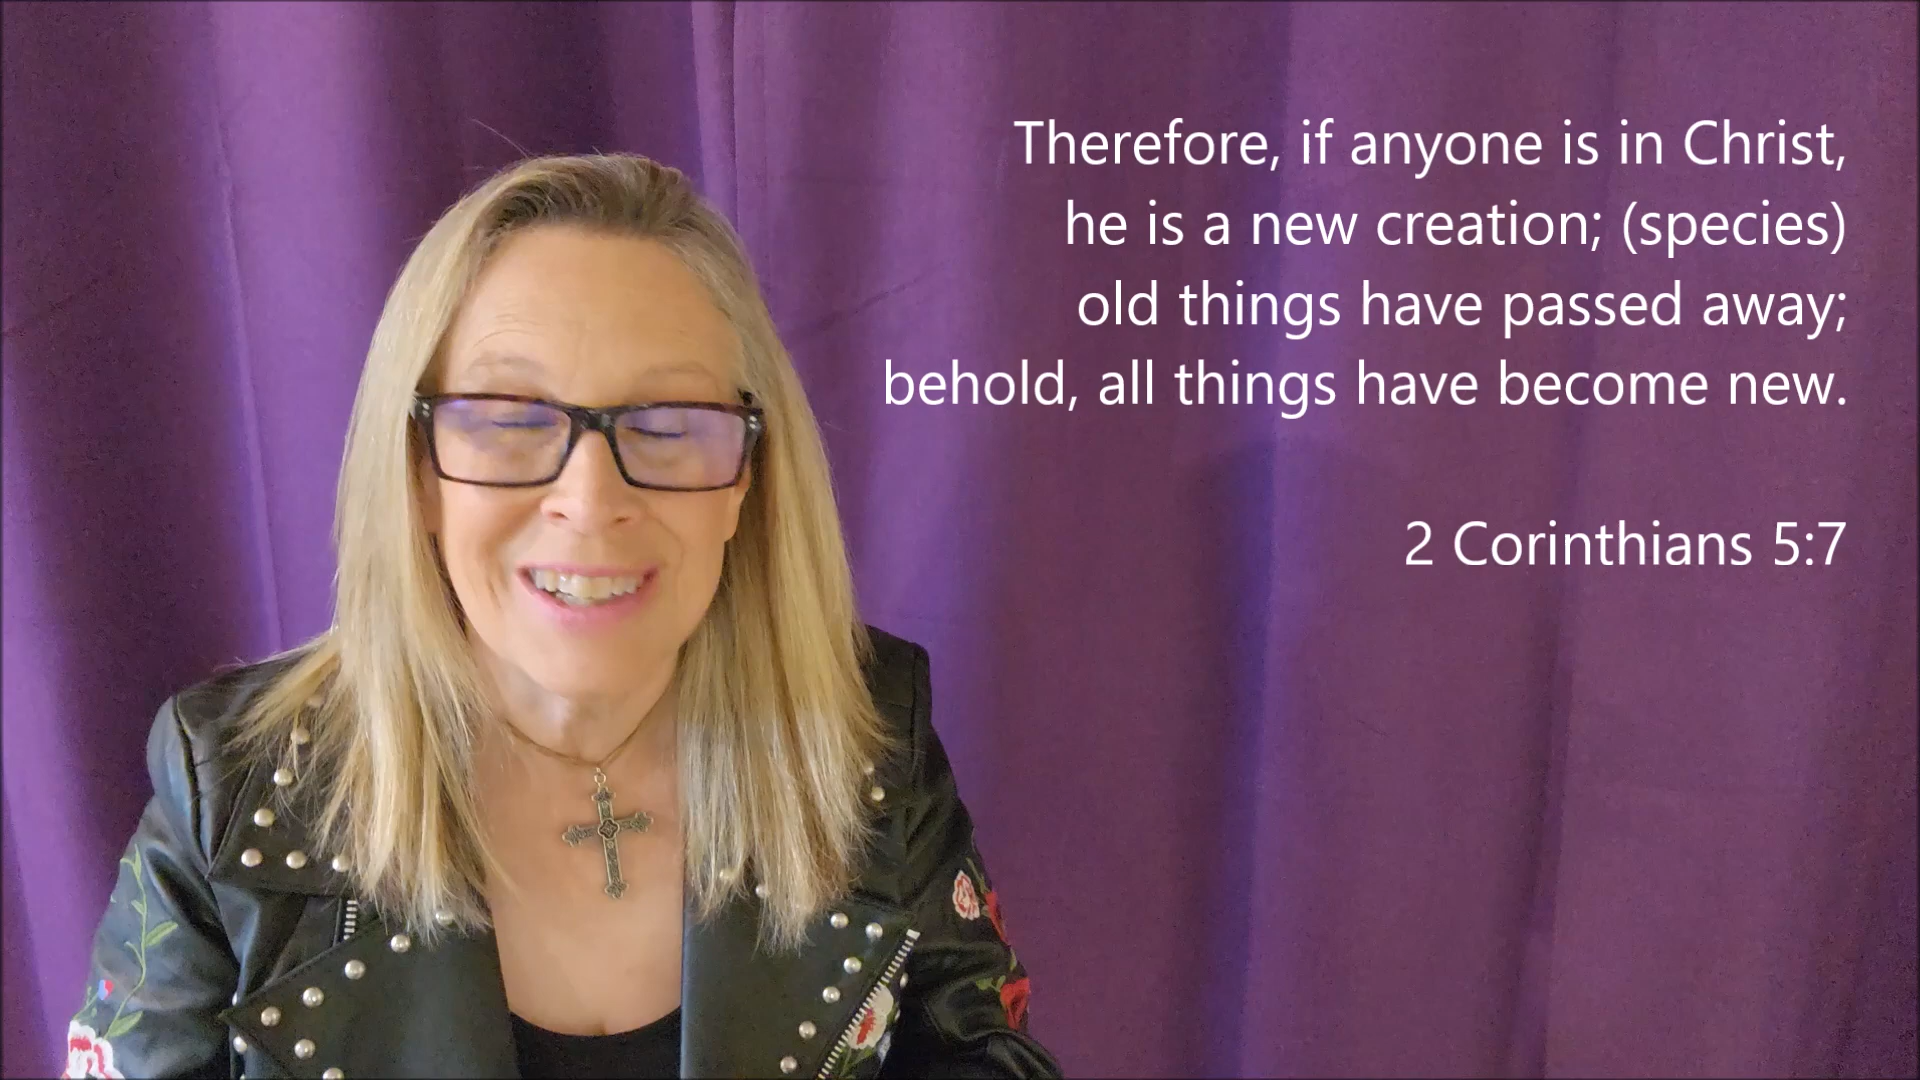 Therefore, if anyone is in Christ,
he is a new creation; (species)
old things have passed away;
behold, all things have become new.
2 Corinthians 5:7